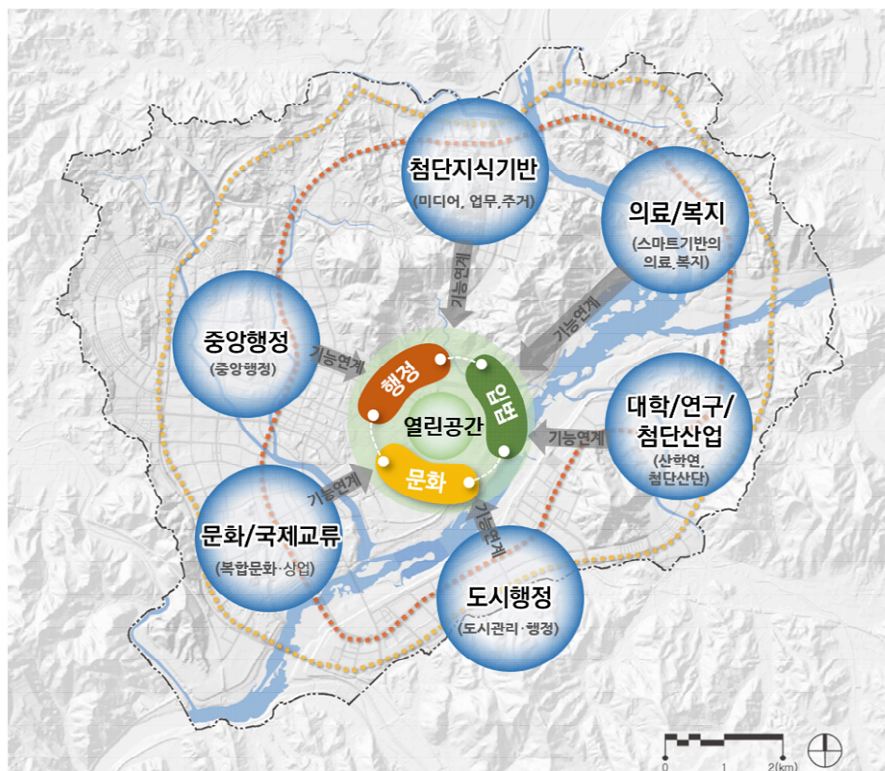 첨단지식기반
(미디어, 업무,주거)
의료/복지
(스마트기반의
의료,복지)
기능연계
기능연계
중앙행정
(중앙행정)
기능연계
행정
입법
열린공간
문화
대학/연구/
첨단산업
(산학연,
첨단산단)
기능연계
문화/국제교류
(복합문화·상업)
기능연계
기능연계
도시행정
(도시관리·행정)
0 1 2(km)